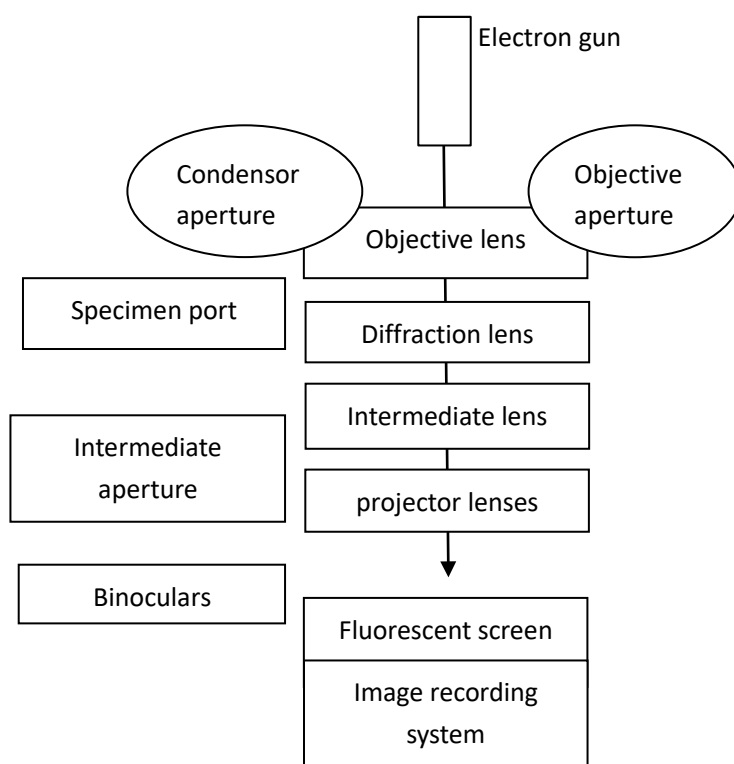 Electron gun
Condensor
aperture
Objective
aperture
Objective lens
Specimen port
Diffraction lens
Intermediate lens
Intermediate
aperture
projector lenses
Binoculars
Fluorescent screen
Image recording
system